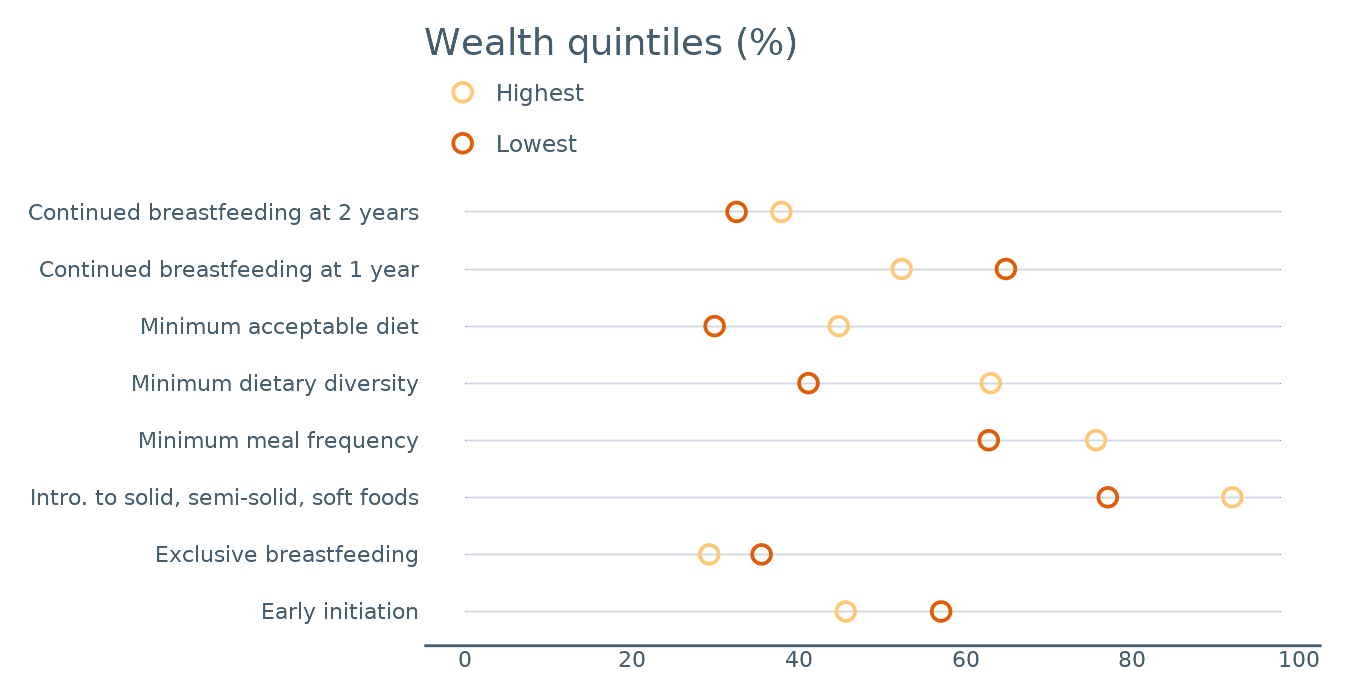 Wealth quintiles (%)
Highest
Lowest
Continued breastfeeding at 2 years
Continued breastfeeding at 1 year
Minimum acceptable diet
Minimum dietary diversity
Minimum meal frequency
Intro. to solid, semi-solid, soft foods
Exclusive breastfeeding
Early initiation
0 20 40 60 80 100